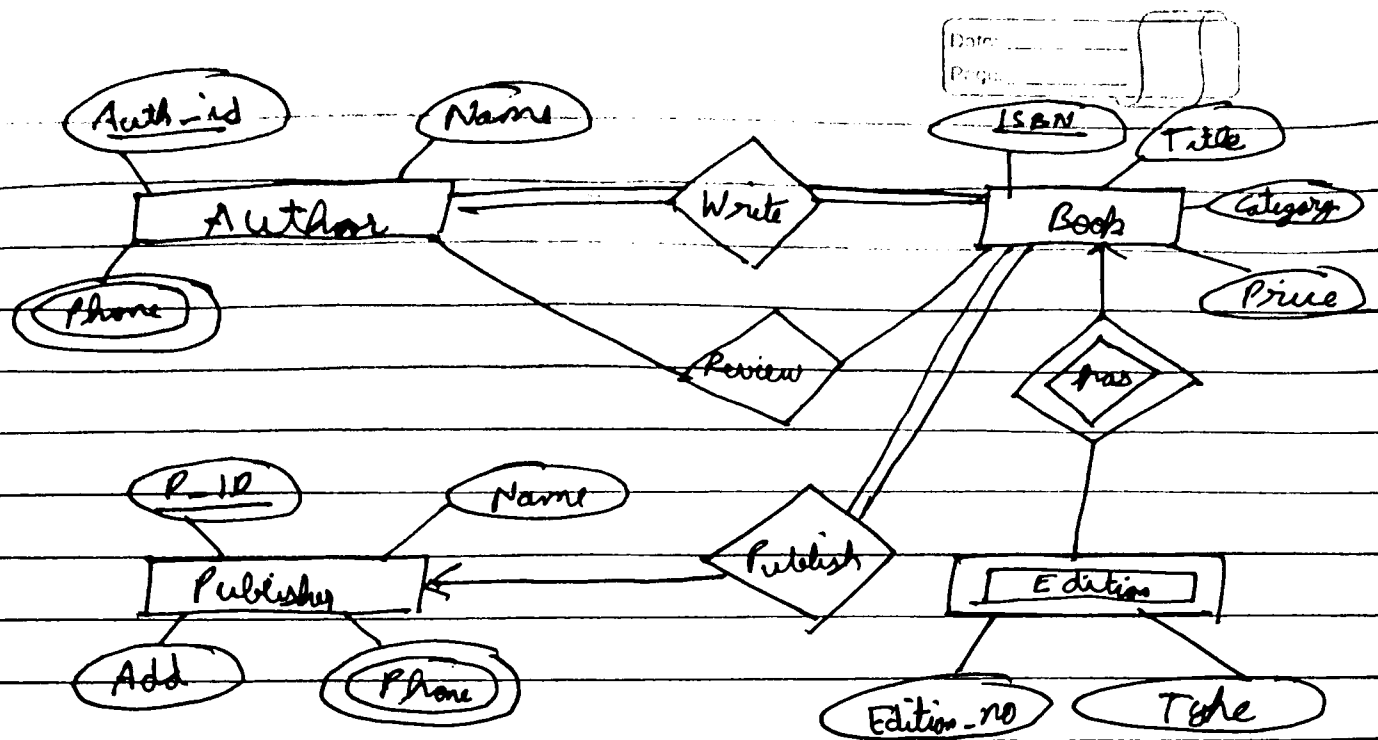 Date:
Page:
Auth_id
Name
ISBN
Title
Author
Write
Book
Category
Phone
Price
Review
has
P_ID
Name
Publisher
Publish
Edition
Add
Phone
Edition_no
Type